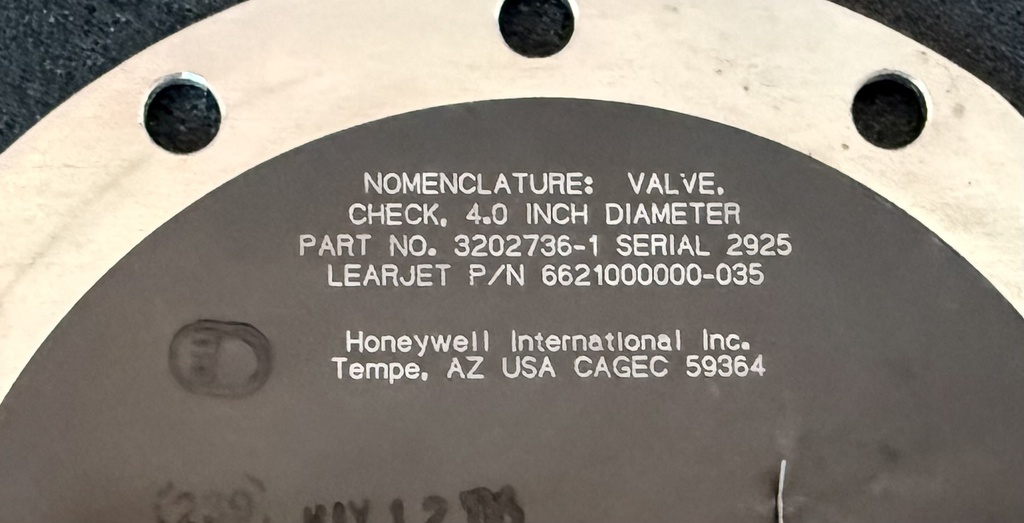 NOMENCLATURE: VALVE,
CHECK, 4.0 INCH DIAMETER
PART NO. 3202736-1 SERIAL 2925
LEARJET P/N 6621000000-035
Honeywell International Inc.
Tempe, AZ USA CAGEC 59364